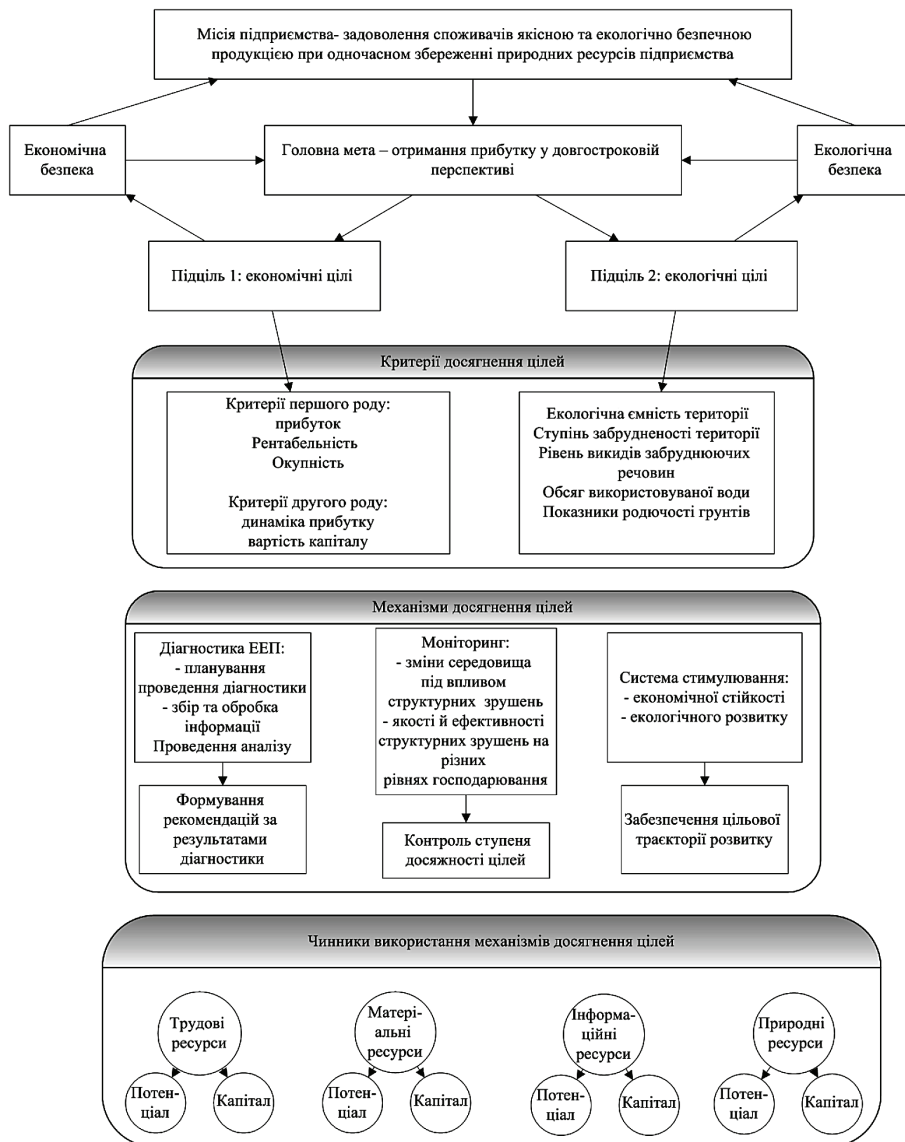 Місія підприємства- задоволення споживачів якісною та екологічно безпечною
продукцією при одночасом збереженні природних ресурсів підприємства
Економічна
безпека
Головна мета – отримання прибутку у довгостроковій
перспективі
Екологічна
безпека
Підціль 1: економічні цілі
Підціль 2: екологічні цілі
Критерії досягнення цілей
Критерії першого роду:
прибуток
Рентабельність
Окупність
Критерії другого роду:
динаміка прибутку
вартість капіталу
Екологічна ємність території
Ступінь забрудненості території
Рівень викидів забруднюючих
речовин
Обсяг використовуваної води
Показники родючості грунтів
Механізми досягнення цілей
Діагностика ЕЕП:
- планування
проведення діагностики
- збір та обробка
інформації
Проведення аналізу
Моніторинг:
- зміни середовища
під впливом
структурних зрушень
- якості й ефективності
структурних зрушень на
різних
рівнях господарювання
Система стимулювання:
- економічної стійкості
- екологічного розвитку
Формування
рекомендацій за
результатами
діагностики
Контроль ступеня
досяжності цілей
Забезпечення цільової
траєкторії розвитку
Чинники використання механізмів досягнення цілей
Трудові
ресурси
Матері-
альні
ресурси
Інформа-
ційні
ресурси
Природні
ресурси
Потен-
ціал
Капітал
Потен-
ціал
Капітал
Потен-
ціал
Капітал
Потен-
ціал
Капітал